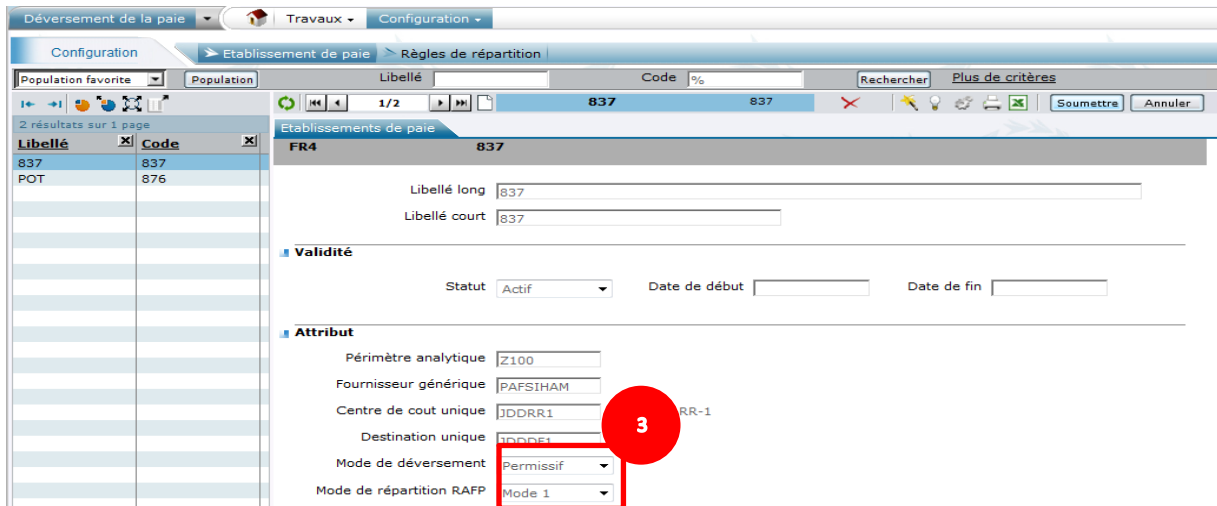 Déversement de la paie Travaux Configuration
Configuration Etablissement de paie Règles de répartition
Population favorite Population Libellé Code % Rechercher Plus de critères
1/2 837 837 Soumettre Annuler
2 résultats sur 1 page Etablissements de paie
Libellé Code FR4 837
837 837
POT 876
Libellé long 837
Libellé court 837
Validité
Statut Actif Date de début Date de fin
Attribut
Périmètre analytique Z100
Fournisseur générique PAFSIHAM
Centre de cout unique JDDRR1 RR-1
3
Destination unique
Mode de déversement Permissif
Mode de répartition RAFP Mode 1